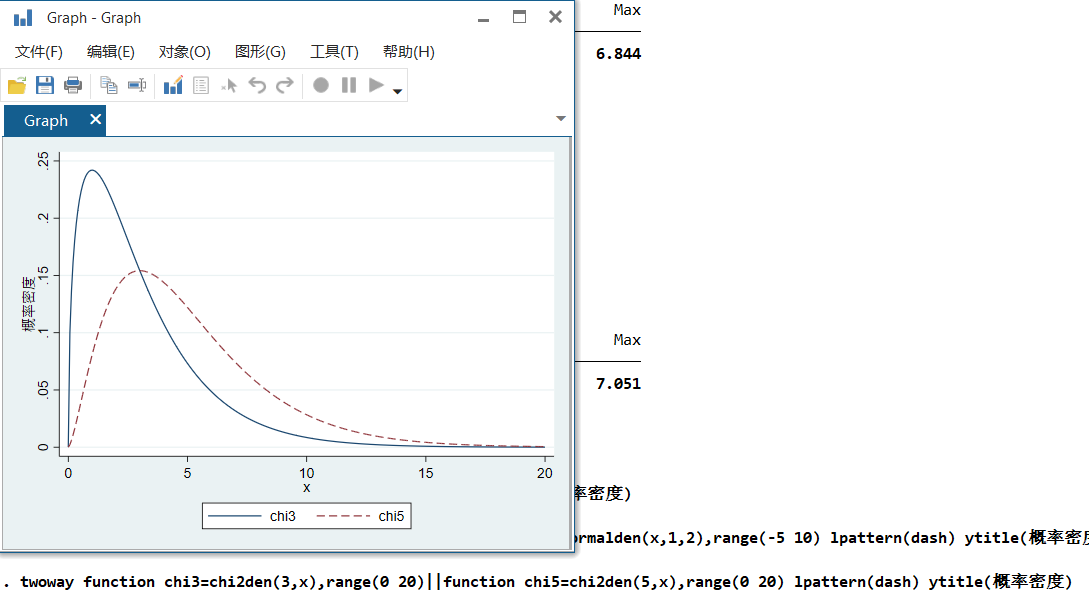 Graph - Graph
文件(F) 编辑(E) 对象(O) 图形(G) 工具(T) 帮助(H)
Graph
概率密度
.25
.2
.15
.1
.05
0
0 5 10 15 20
x
chi3 chi5
Max
6.844
Max
7.051
率密度)
ormalden(x,1,2),range(-5 10) lpattern(dash) ytitle(概率密度
. twoway function chi3=chi2den(3,x),range(0 20)||function chi5=chi2den(5,x),range(0 20) lpattern(dash) ytitle(概率密度)